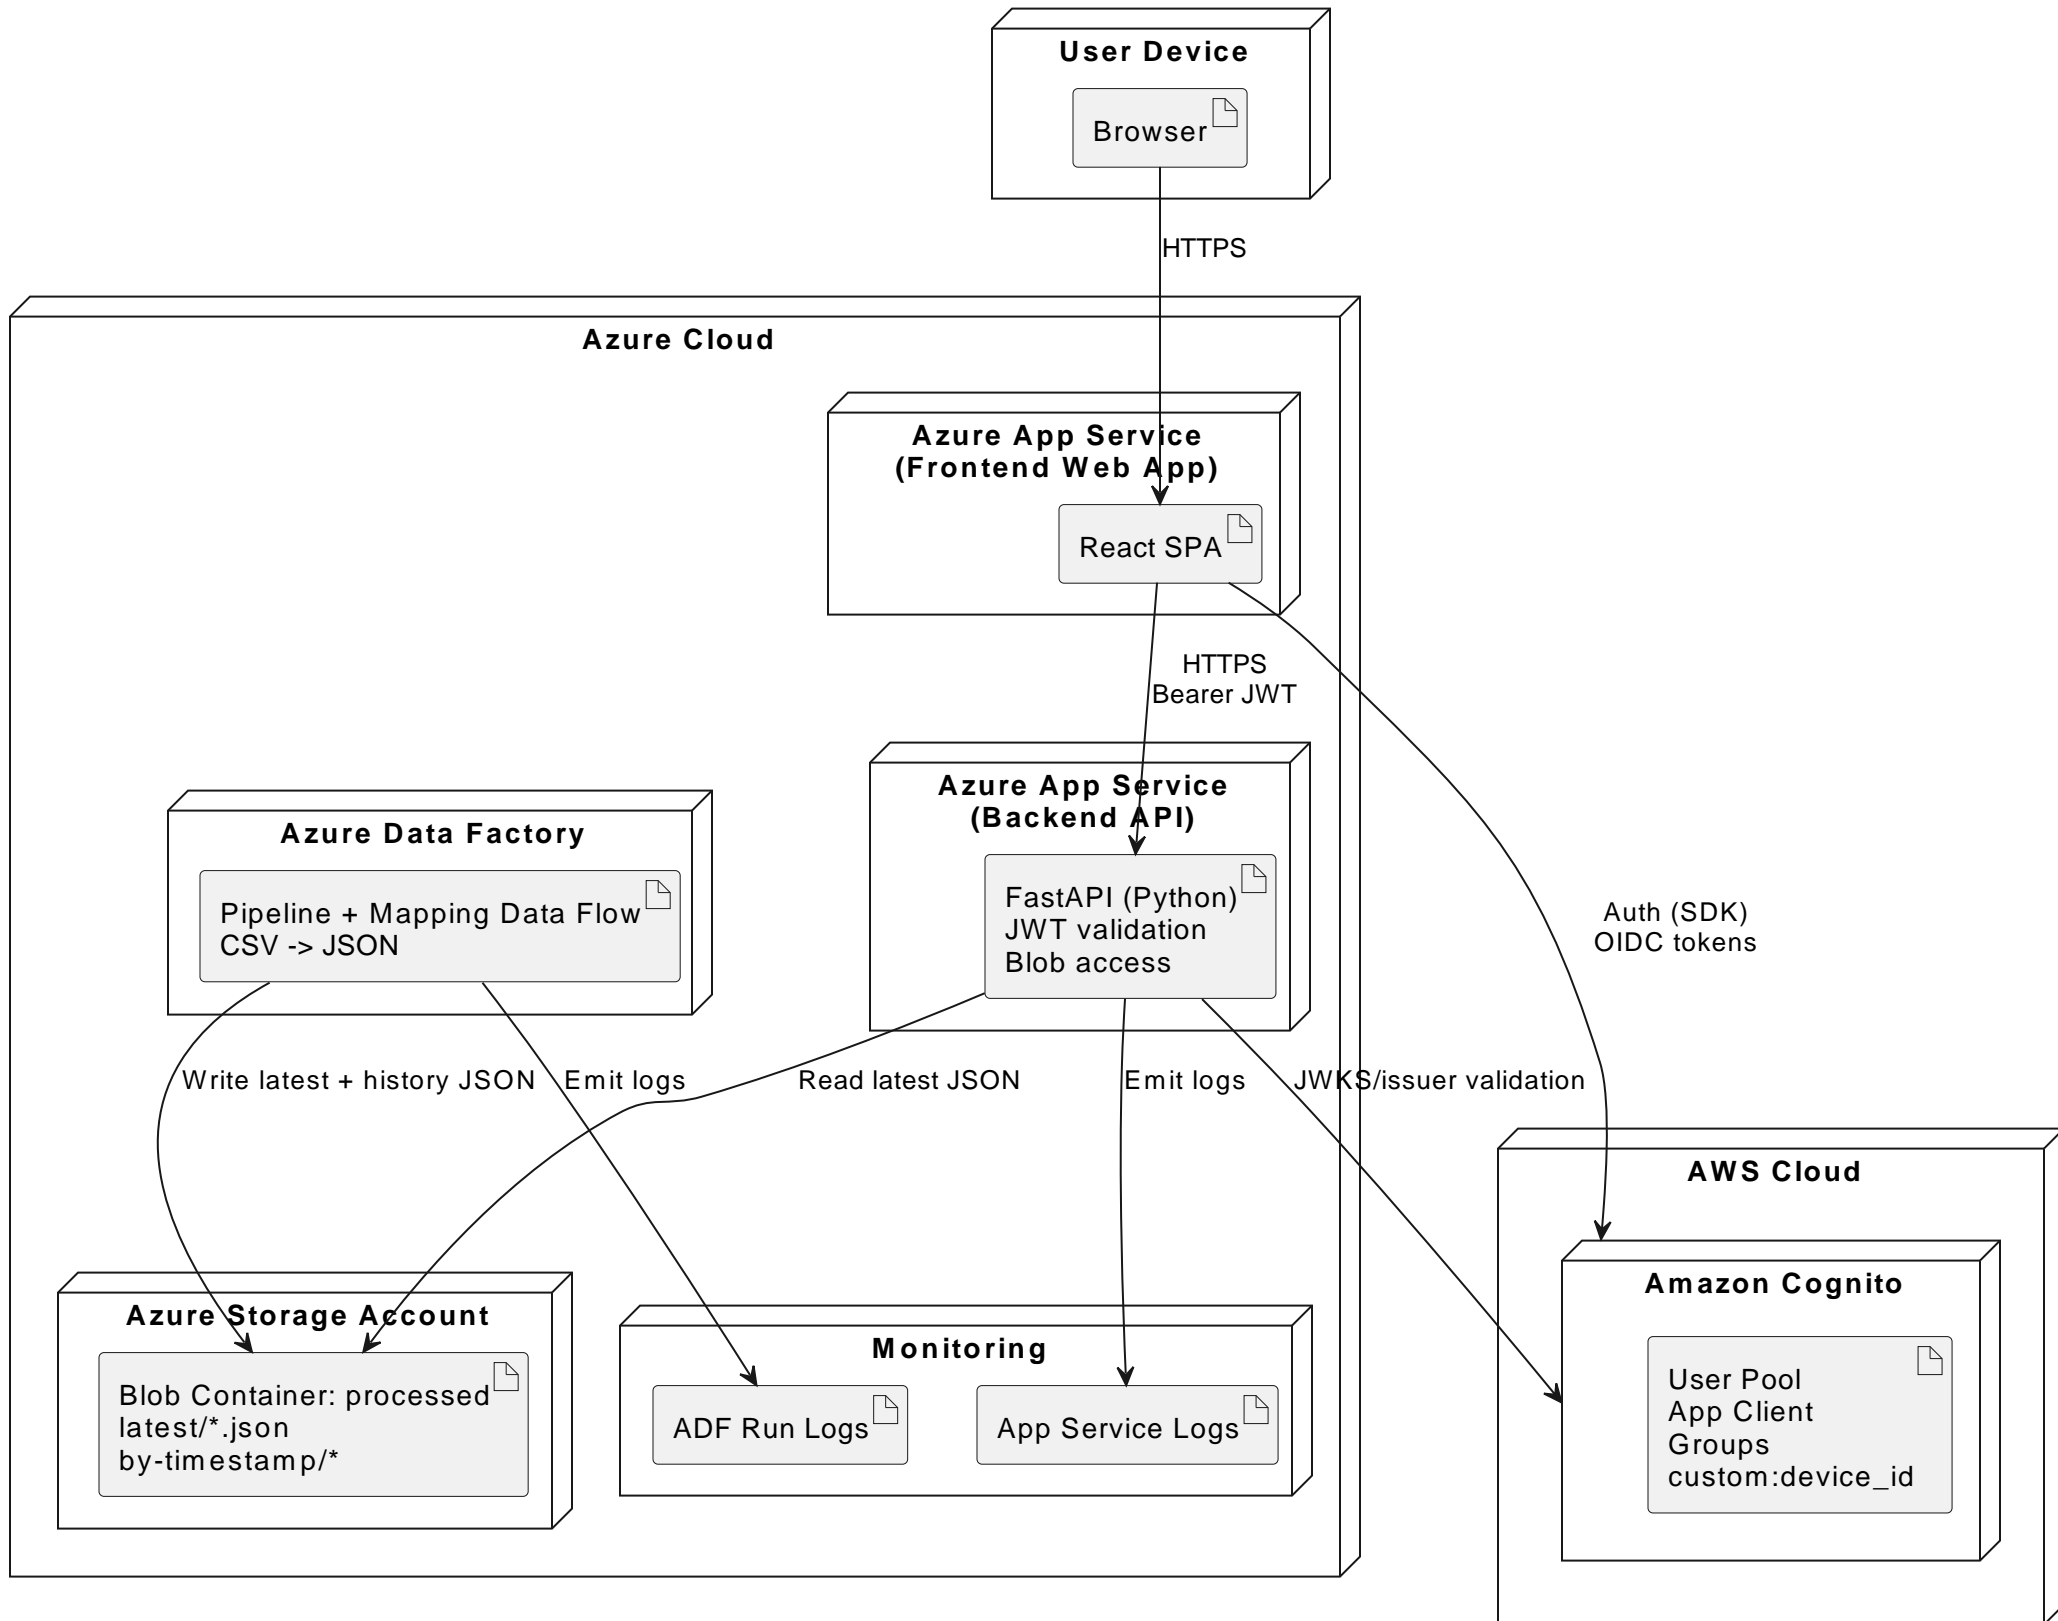 User Device
Browser
HTTPS
Azure Cloud
Azure App Service
(Frontend Web App)
React SPA
HTTPS
Bearer JWT
Azure App Service
(Backend API)
FastAPI (Python)
JWT validation
Blob access
Azure Data Factory
Pipeline + Mapping Data Flow
CSV -> JSON
Auth (SDK)
OIDC tokens
Write latest + history JSON
Emit logs
Read latest JSON
Emit logs
JWKS/issuer validation
AWS Cloud
Amazon Cognito
User Pool
App Client
Groups
custom:device_id
Azure Storage Account
Blob Container: processed
latest/*.json
by-timestamp/*
Monitoring
ADF Run Logs
App Service Logs